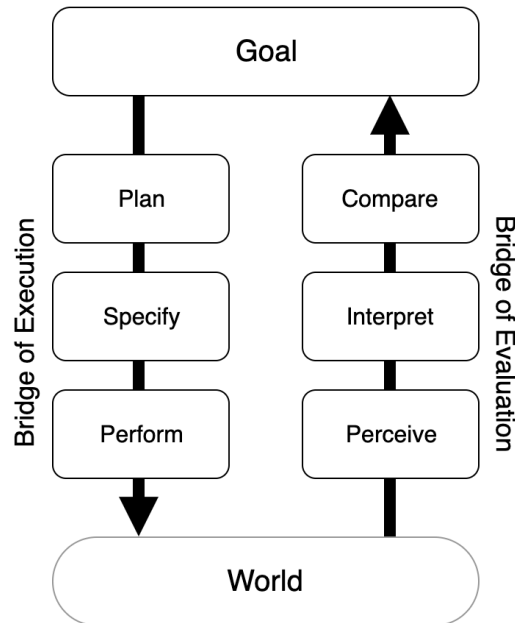 Goal
Bridge of Execution
Plan
Specify
Perform
Compare
Interpret
Perceive
Bridge of Evaluation
World